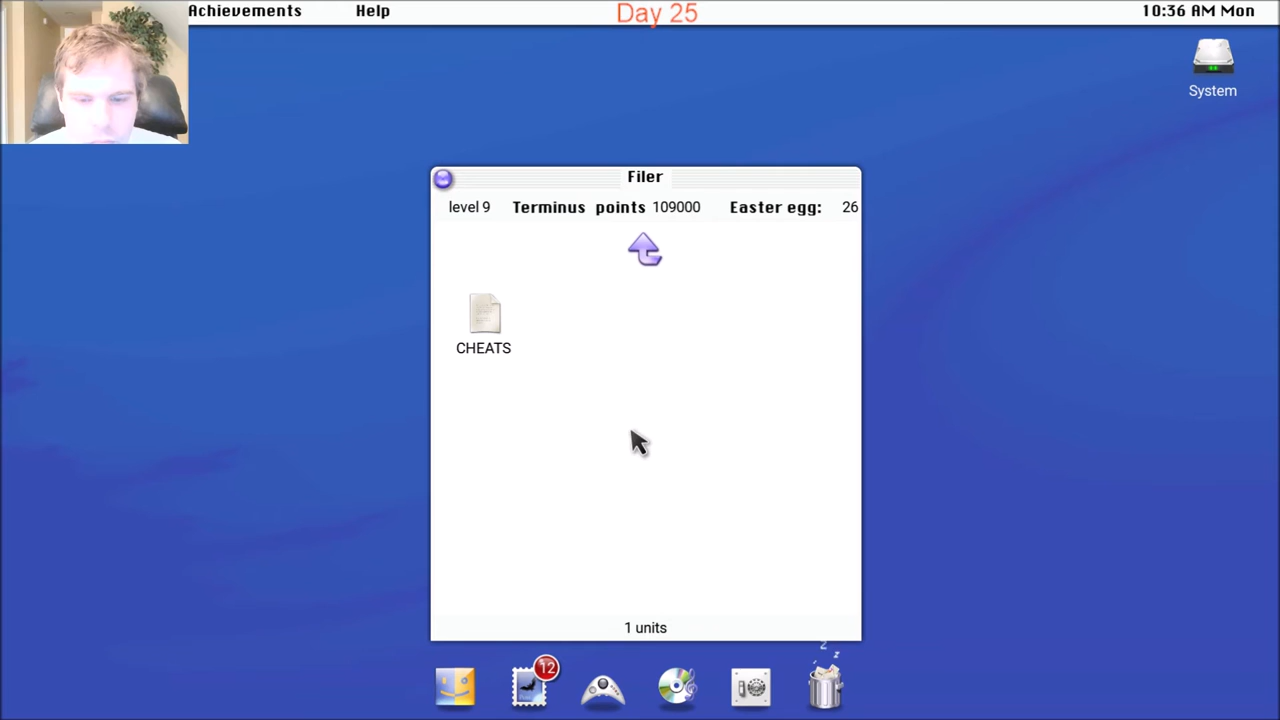 Achievements Help Day 25 10:36 AM Mon
System
Filer
level 9 Terminus points 109000 Easter egg: 26
CHEATS
1 units
12
z
z